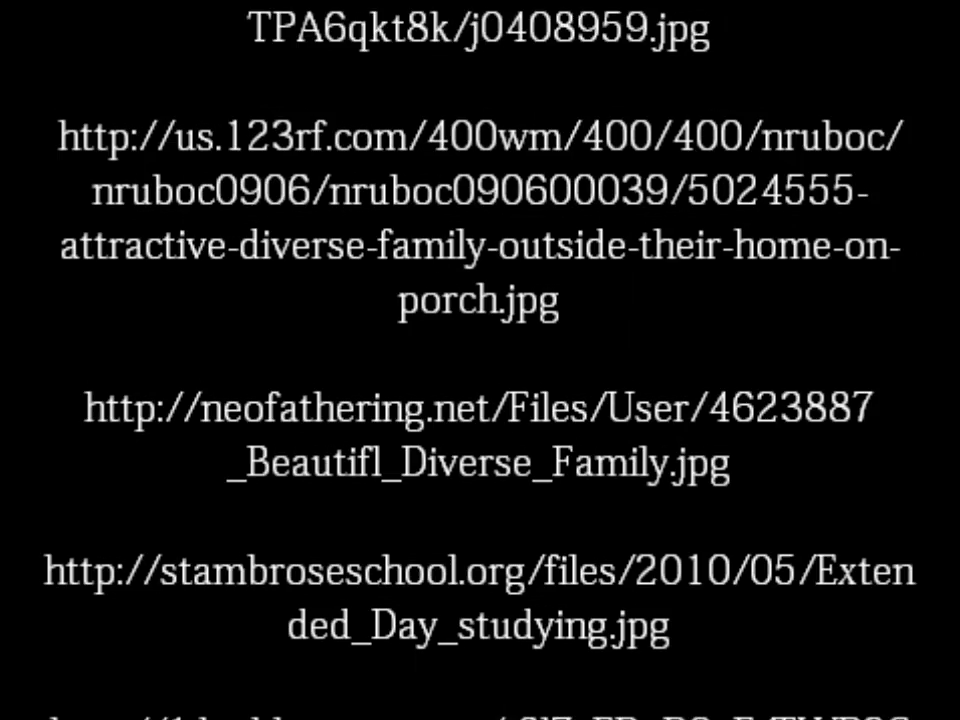 TPA6qkt8k/j0408959.jpg
http://us.123rf.com/400wm/400/400/nruboc/
nruboc0906/nruboc090600039/5024555-
attractive-diverse-family-outside-their-home-on-
porch.jpg
http://neofathering.net/Files/User/4623887
_Beautifl_Diverse_Family.jpg
http://stambroseschool.org/files/2010/05/Exten
ded_Day_studying.jpg